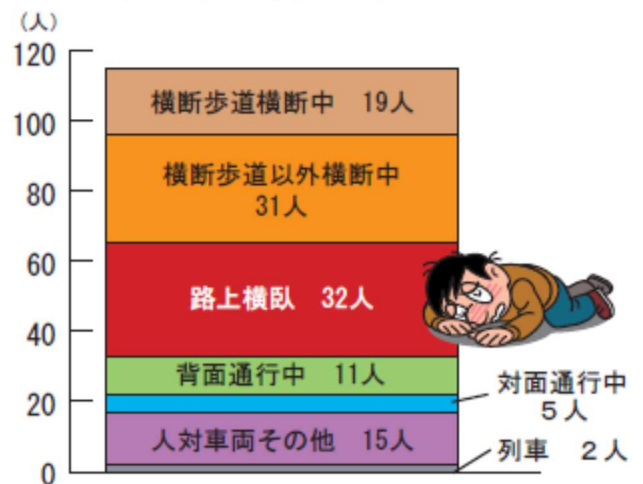 (人)
120
100
80
60
40
20
0
横断歩道横断中　19人
横断歩道以外横断中
31人
路上横臥　32人
背面通行中　11人
対面通行中
5人
人対車両その他　15人
列車　2人